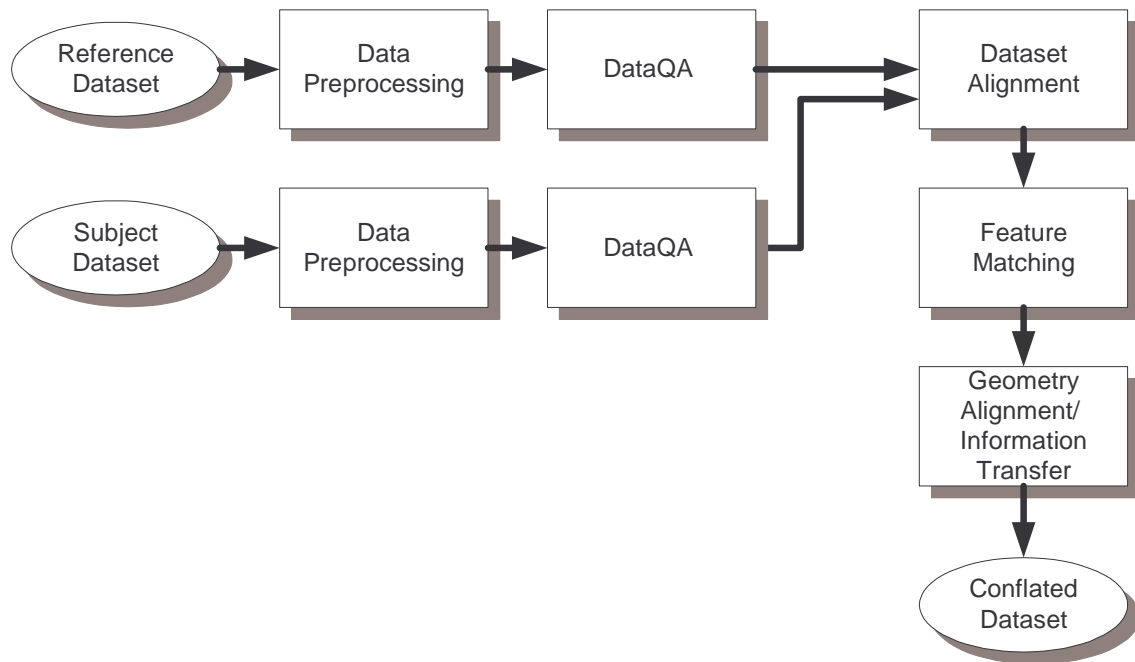 Reference
Dataset
Data
Preprocessing
DataQA
Dataset
Alignment
Subject
Dataset
Data
Preprocessing
DataQA
Feature
Matching
Geometry
Alignment/
Information
Transfer
Conflated
Dataset